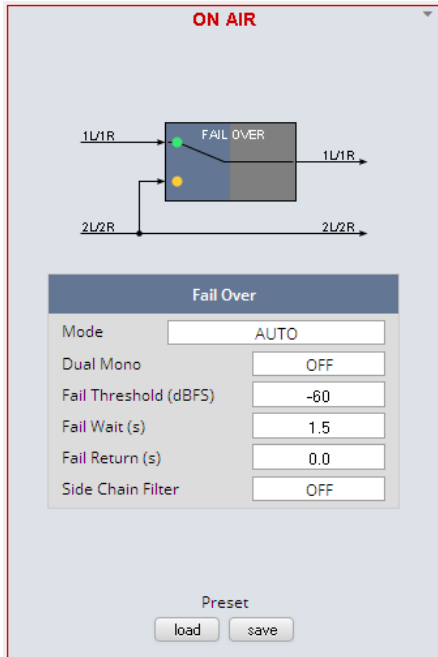 ON AIR
1L/1R
FAIL OVER
1L/1R
2L/2R
2L/2R
Fail Over
Mode AUTO
Dual Mono OFF
Fail Threshold (dBFS) -60
Fail Wait (s) 1.5
Fail Return (s) 0.0
Side Chain Filter OFF
Preset
load save